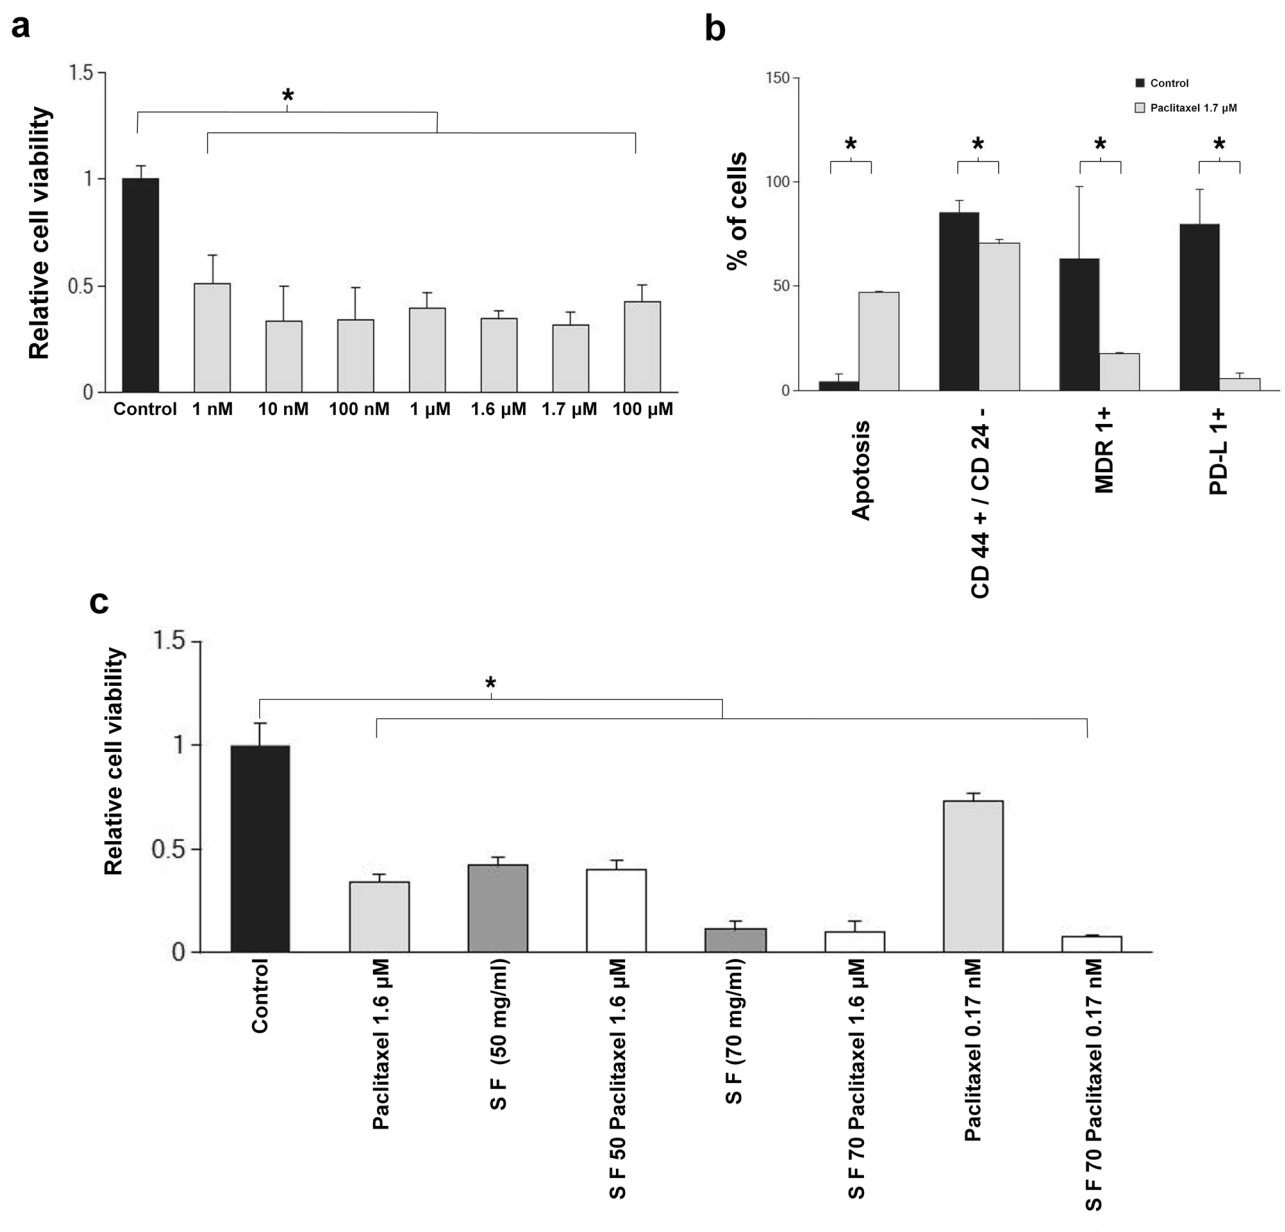 a
Relative cell viability
1.5
1
0.5
0
*
Control 1 nM 10 nM 100 nM 1 µM 1.6 µM 1.7 µM 100 µM
b
% of cells
150
100
50
0
Control
Paclitaxel 1.7 µM
* * * *
Apotosis
CD 44 + / CD 24 -
MDR 1+
PD-L 1+
c
Relative cell viability
1.5
1
0.5
0
*
Control
Paclitaxel 1.6 µM
S F (50 mg/ml)
S F 50 Paclitaxel 1.6 µM
S F (70 mg/ml)
S F 70 Paclitaxel 1.6 µM
Paclitaxel 0.17 nM
S F 70 Paclitaxel 0.17 nM